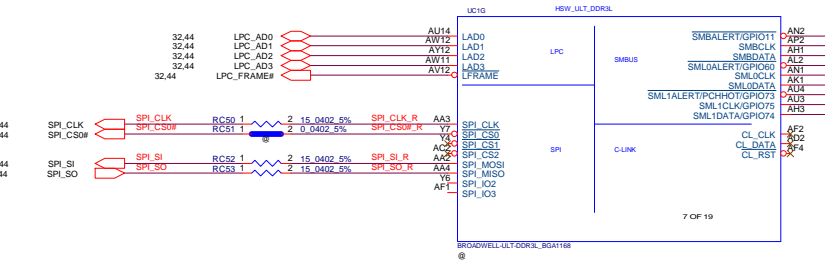 UC1G HSW_ULT_DDR3L
32,44 LPC_AD0 AU14 LAD0 SMBALERT/GPIO11 AN2
32,44 LPC_AD1 AW12 LAD1 LPC SMBCLK AP2
32,44 LPC_AD2 AY12 LAD2 SMBUS SMBDATA AH1
32,44 LPC_AD3 AW11 LAD3 SML0ALERT/GPIO60 AL2
32,44 LPC_FRAME# AV12 LFRAME SML0CLK AN1
SML0DATA AK1
SML1ALERT/PCHHOT/GPIO73 AU4
SML1CLK/GPIO75 AU3
SML1DATA/GPIO74 AH3
44 SPI_CLK SPI_CLK RC50 1 2 15_0402_5% SPI_CLK_R AA3 SPI_CLK
44 SPI_CS0# SPI_CS0# RC51 1 2 0_0402_5% SPI_CS0#_R Y7 SPI_CS0 CL_CLK AF2
@ Y4 SPI_CS1 CL_DATA AD2
AC2 SPI_CS2 SPI C-LINK CL_RST AF4
44 SPI_SI SPI_SI RC52 1 2 15_0402_5% SPI_SI_R AA2 SPI_MOSI
44 SPI_SO SPI_SO RC53 1 2 15_0402_5% SPI_SO_R AA4 SPI_MISO
Y6 SPI_IO2
AF1 SPI_IO3
7 OF 19
BROADWELL-ULT-DDR3L_BGA1168
@